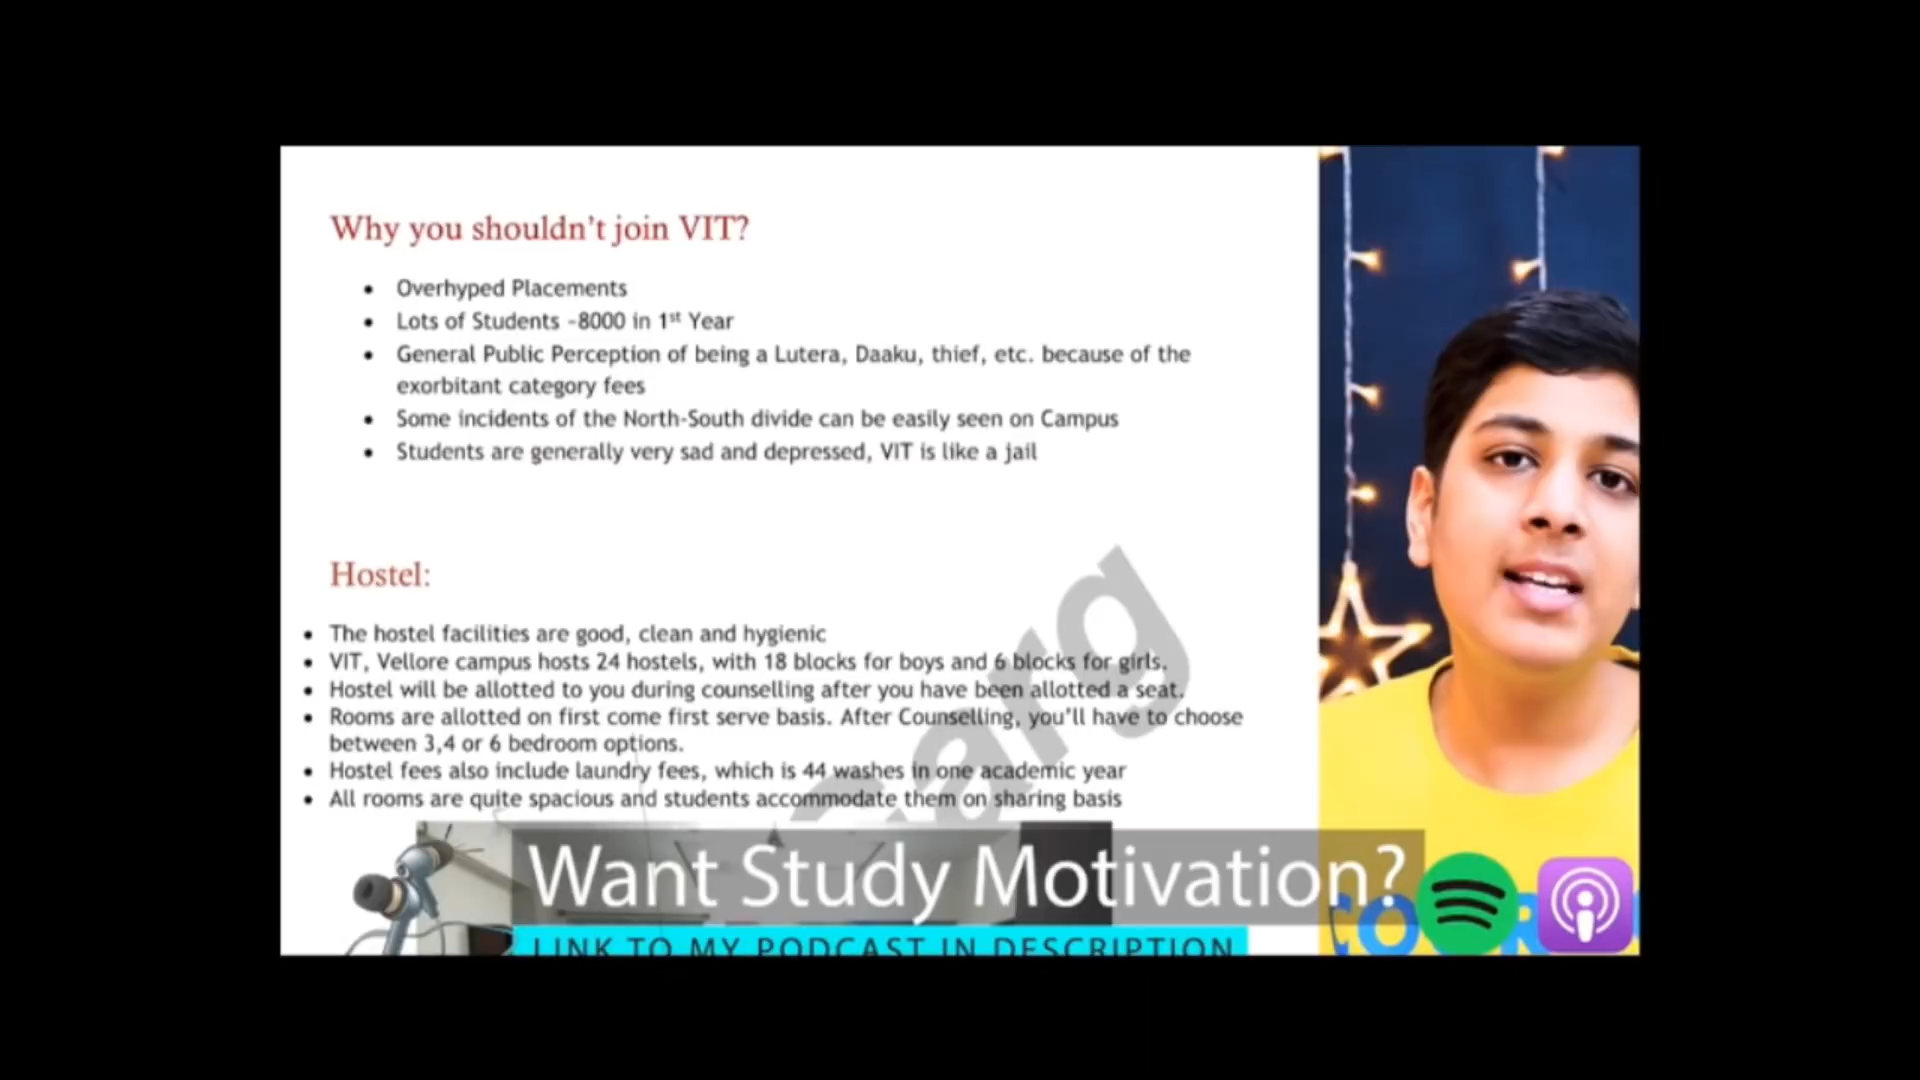 Why you shouldn't join VIT?
• Overhyped Placements
• Lots of Students ~8000 in 1st Year
• General Public Perception of being a Lutera, Daaku, thief, etc. because of the
exorbitant category fees
• Some incidents of the North-South divide can be easily seen on Campus
• Students are generally very sad and depressed, VIT is like a jail
Hostel:
• The hostel facilities are good, clean and hygienic
• VIT, Vellore campus hosts 24 hostels, with 18 blocks for boys and 6 blocks for girls.
• Hostel will be allotted to you during counselling after you have been allotted a seat.
• Rooms are allotted on first come first serve basis. After Counselling, you'll have to choose
between 3,4 or 6 bedroom options.
• Hostel fees also include laundry fees, which is 44 washes in one academic year
• All rooms are quite spacious and students accommodate them on sharing basis
Garg
Want Study Motivation?
LINK TO MY PODCAST IN DESCRIPTION